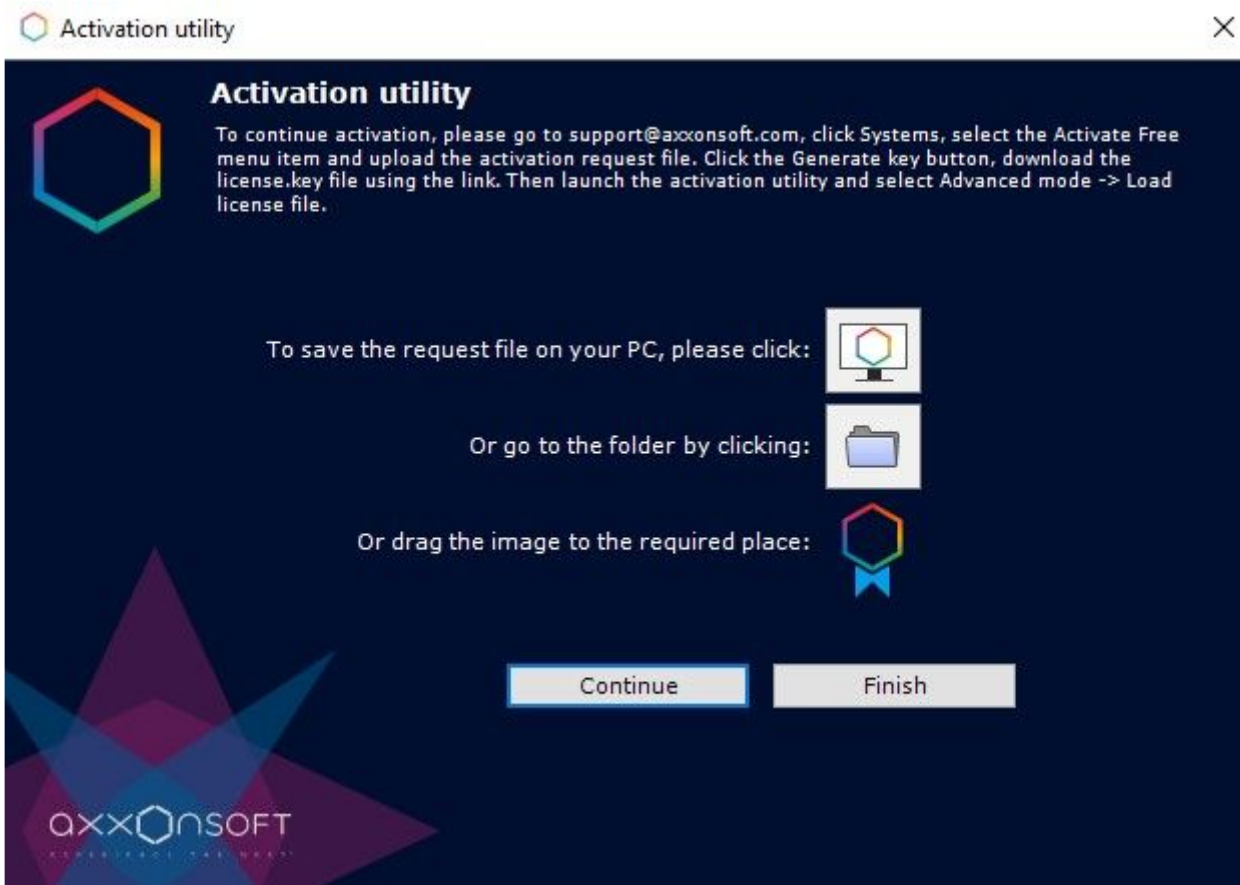 Activation utility
Activation utility
To continue activation, please go to support@axxonsoft.com, click Systems, select the Activate Free
menu item and upload the activation request file. Click the Generate key button, download the
license.key file using the link. Then launch the activation utility and select Advanced mode -> Load
license file.
To save the request file on your PC, please click:
Or go to the folder by clicking:
Or drag the image to the required place:
Continue
Finish
axxonsoft
EXPERIENCE THE NEXT